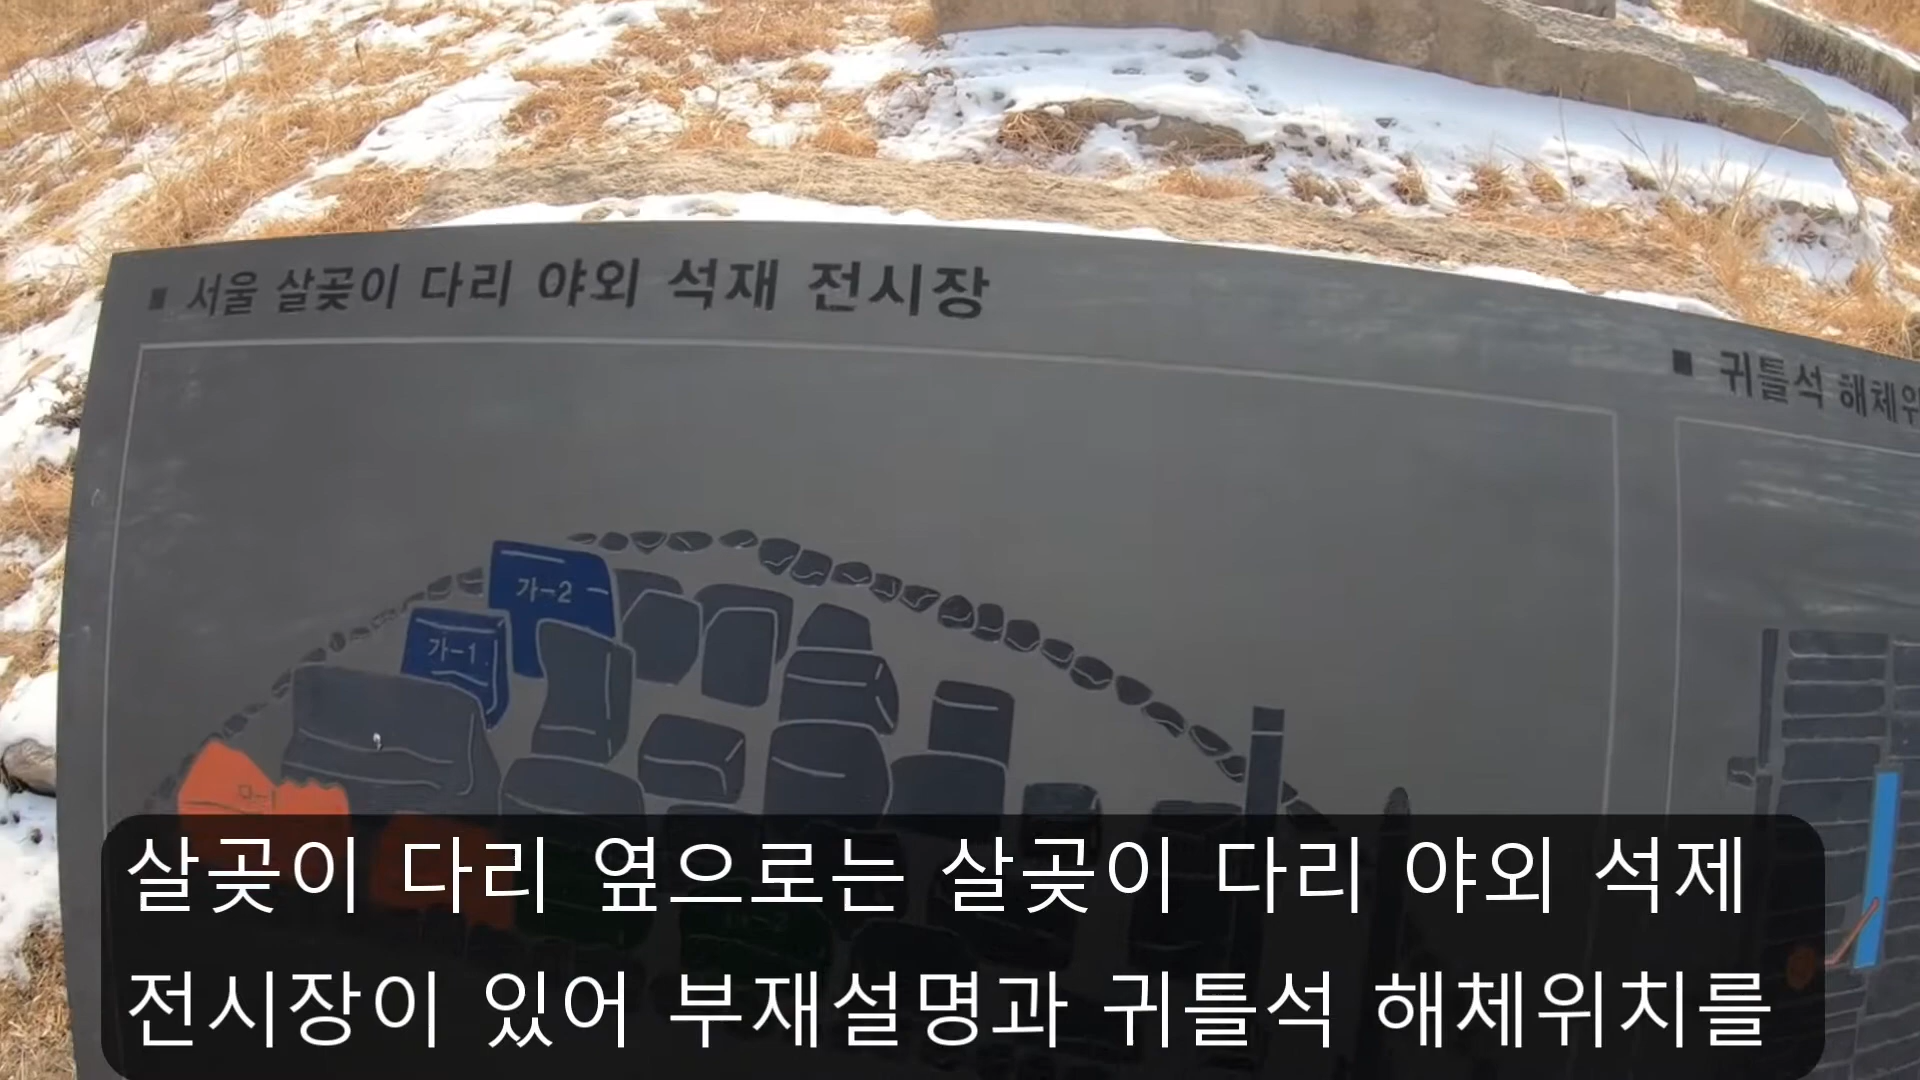 ■ 서울 살곶이 다리 야외 석재 전시장
■ 귀틀석 해체위
가-2
가-1
살곶이 다리 옆으로는 살곶이 다리 야외 석제
전시장이 있어 부재설명과 귀틀석 해체위치를